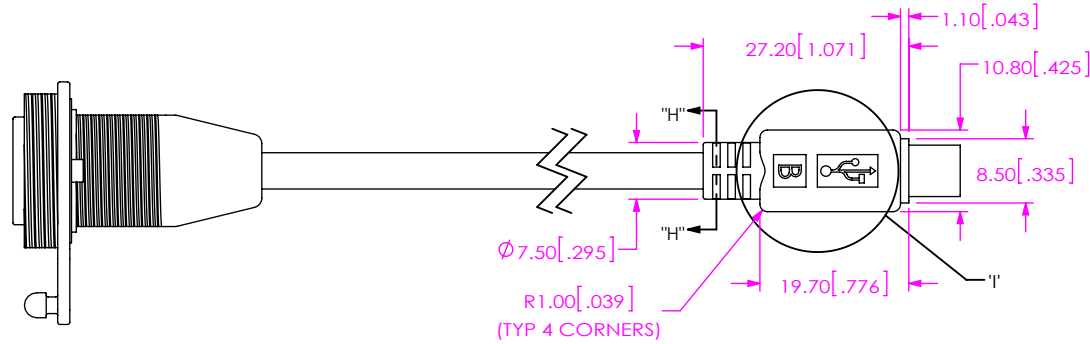 1.10[.043]
27.20[1.071]
10.80[.425]
"H"
B
8.50[.335]
"H"
Ø7.50[.295]
19.70[.776]
"I"
R1.00[.039]
(TYP 4 CORNERS)